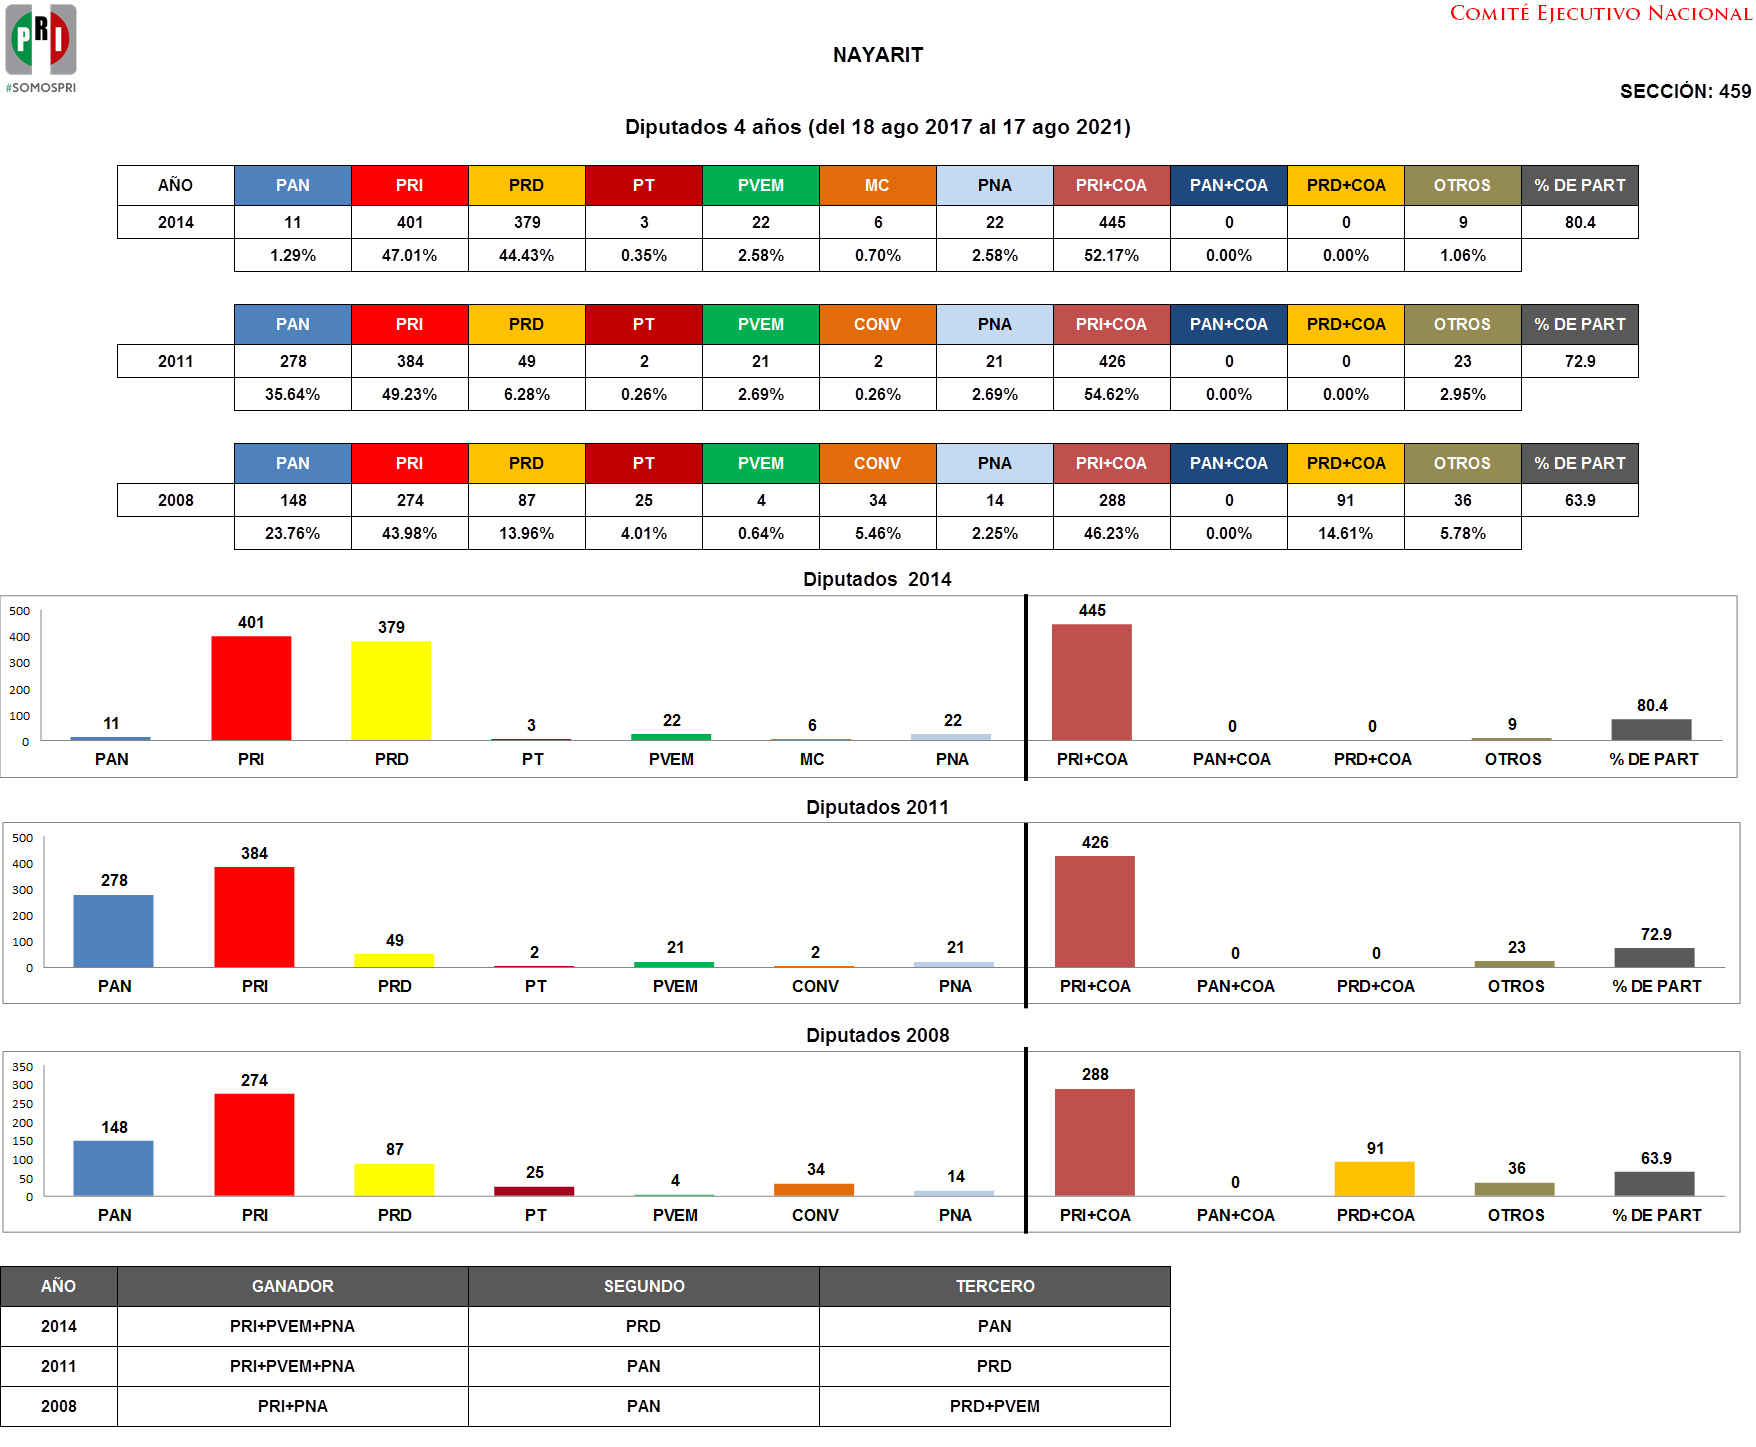 COMITÉ EJECUTIVO NACIONAL
PRI
#SOMOSPRI
NAYARIT
SECCIÓN: 459
Diputados 4 años (del 18 ago 2017 al 17 ago 2021)
AÑO PAN PRI PRD PT PVEM MC PNA PRI+COA PAN+COA PRD+COA OTROS % DE PART
2014 11 401 379 3 22 6 22 445 0 0 9 80.4
1.29% 47.01% 44.43% 0.35% 2.58% 0.70% 2.58% 52.17% 0.00% 0.00% 1.06%
PAN PRI PRD PT PVEM CONV PNA PRI+COA PAN+COA PRD+COA OTROS % DE PART
2011 278 384 49 2 21 2 21 426 0 0 23 72.9
35.64% 49.23% 6.28% 0.26% 2.69% 0.26% 2.69% 54.62% 0.00% 0.00% 2.95%
PAN PRI PRD PT PVEM CONV PNA PRI+COA PAN+COA PRD+COA OTROS % DE PART
2008 148 274 87 25 4 34 14 288 0 91 36 63.9
23.76% 43.98% 13.96% 4.01% 0.64% 5.46% 2.25% 46.23% 0.00% 14.61% 5.78%
Diputados 2014
500
400
300
200
100
0
11 401 379 3 22 6 22 445 0 0 9 80.4
PAN PRI PRD PT PVEM MC PNA PRI+COA PAN+COA PRD+COA OTROS % DE PART
Diputados 2011
500
400
300
200
100
0
278 384 49 2 21 2 21 426 0 0 23 72.9
PAN PRI PRD PT PVEM CONV PNA PRI+COA PAN+COA PRD+COA OTROS % DE PART
Diputados 2008
350
300
250
200
150
100
50
0
148 274 87 25 4 34 14 288 0 91 36 63.9
PAN PRI PRD PT PVEM CONV PNA PRI+COA PAN+COA PRD+COA OTROS % DE PART
AÑO GANADOR SEGUNDO TERCERO
2014 PRI+PVEM+PNA PRD PAN
2011 PRI+PVEM+PNA PAN PRD
2008 PRI+PNA PAN PRD+PVEM